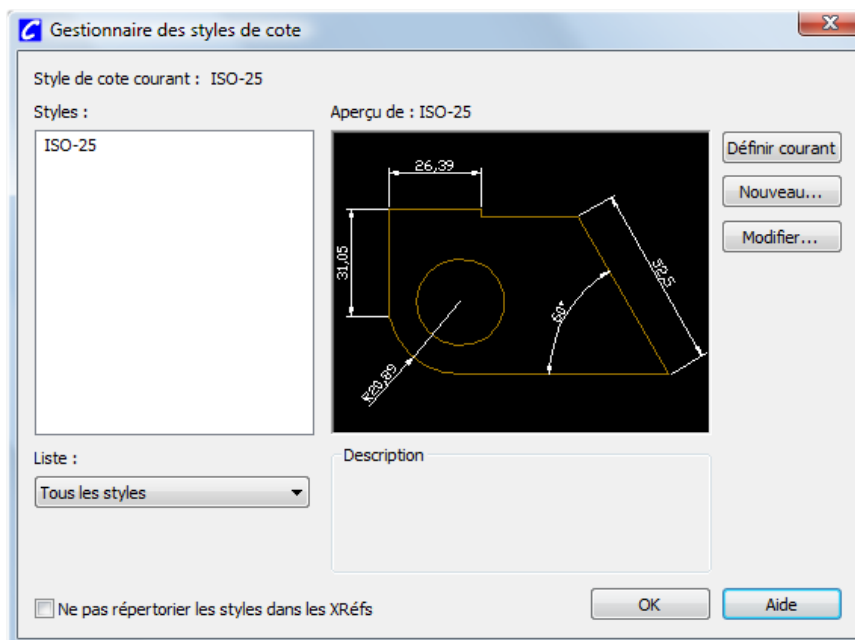 Gestionnaire des styles de cote
Style de cote courant : ISO-25
Styles :
Aperçu de : ISO-25
ISO-25
26,39
31,05
52,5
60°
R20,89
Définir courant
Nouveau...
Modifier...
Liste :
Tous les styles
Description
Ne pas répertorier les styles dans les XRéfs
OK
Aide